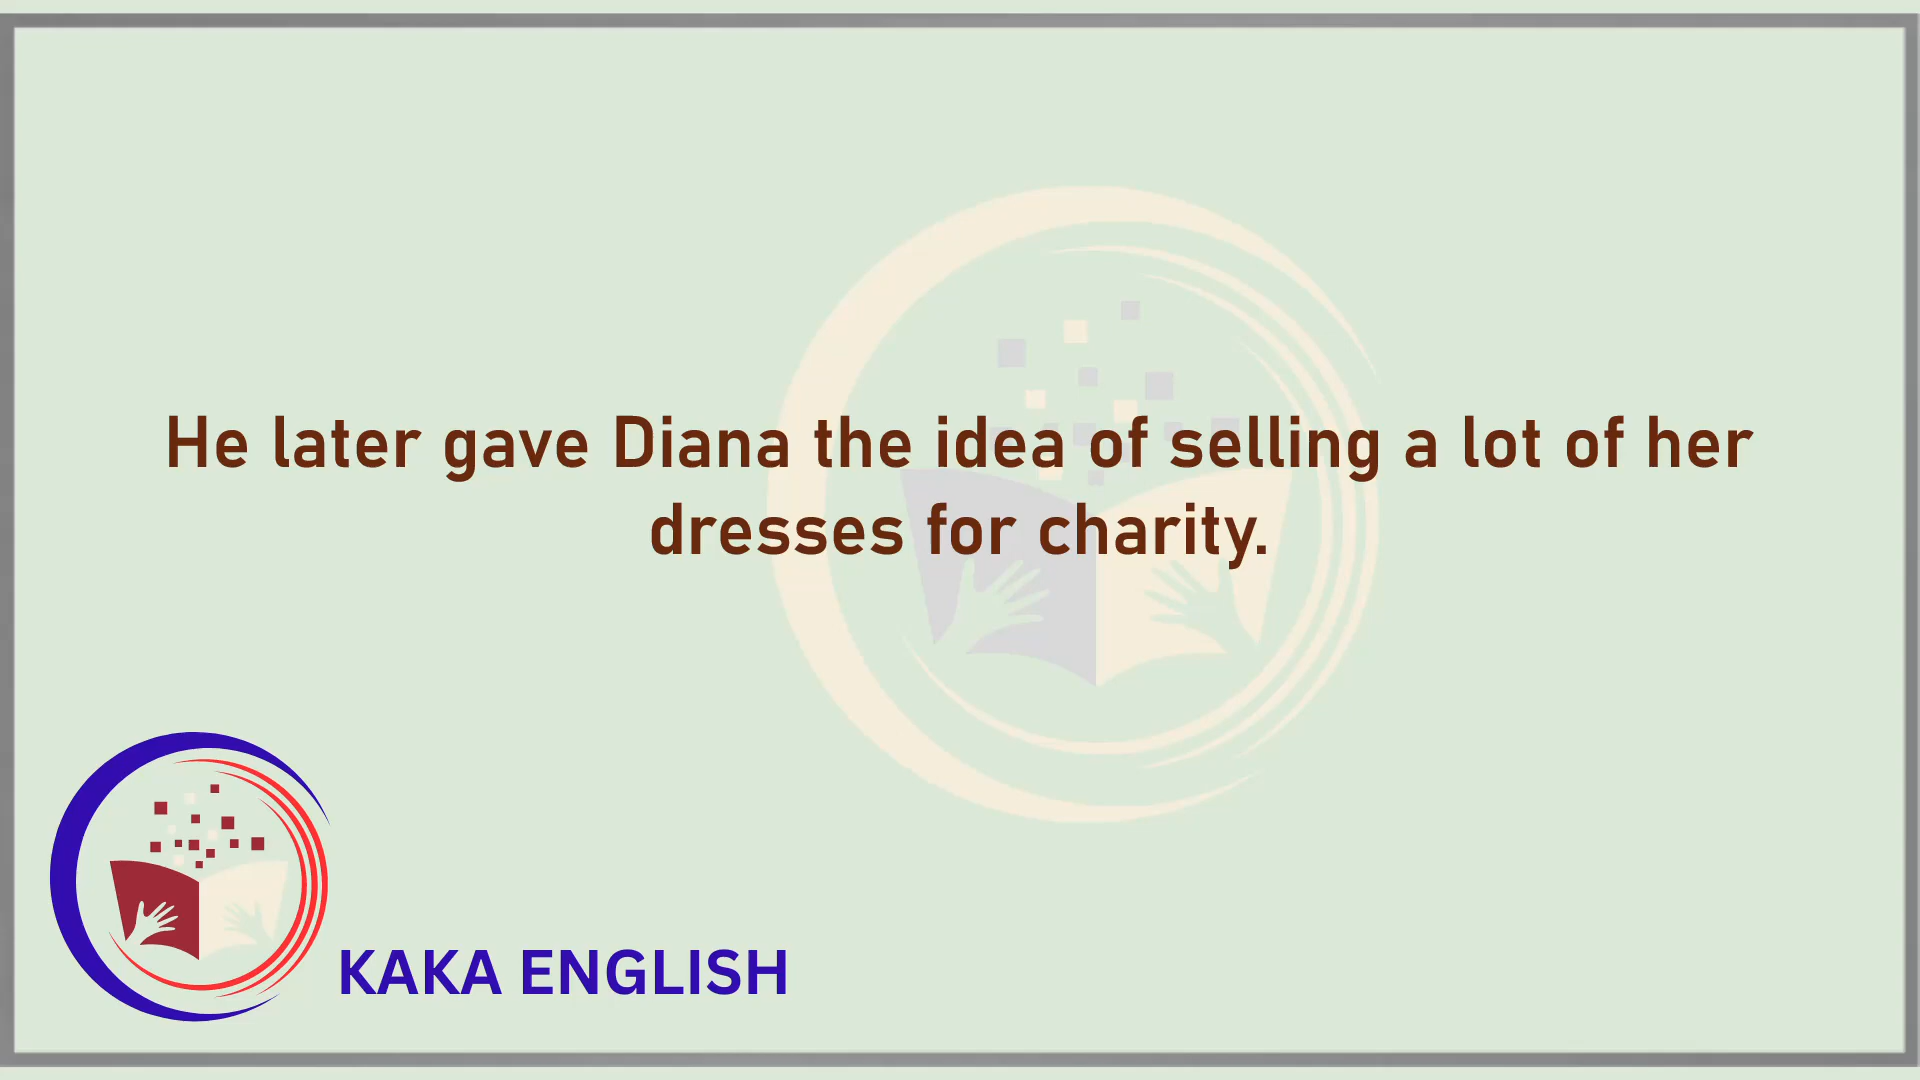 He later gave Diana the idea of selling a lot of her
dresses for charity.
KAKA ENGLISH